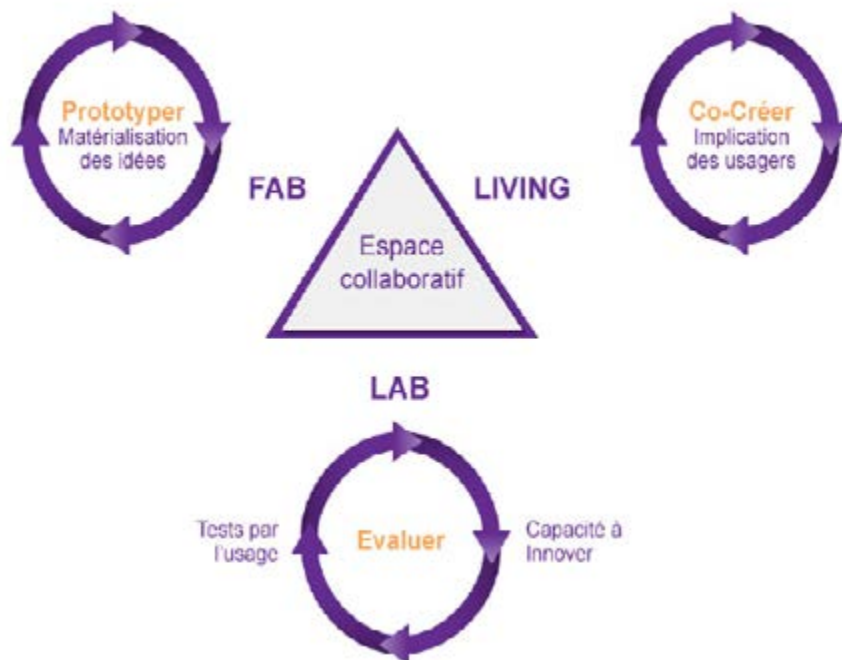 Prototyper
Matérialisation
des idées
Co-Créer
Implication
des usagers
FAB
LIVING
Espace
collaboratif
LAB
Tests par
l'usage
Evaluer
Capacité à
Innover